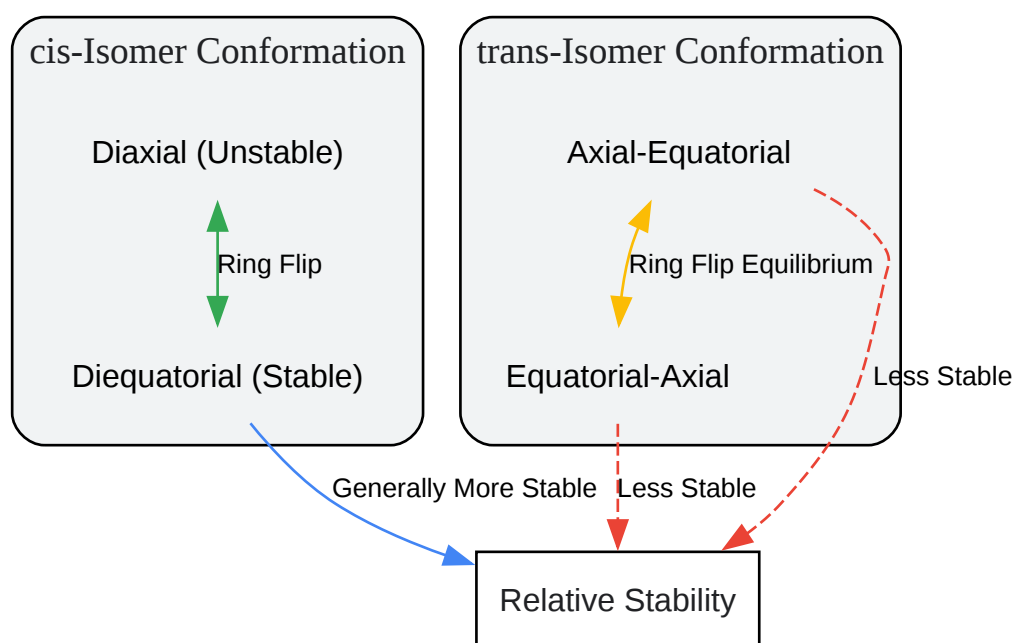 cis-Isomer Conformation
Diaxial (Unstable)
Ring Flip
Diequatorial (Stable)
trans-Isomer Conformation
Axial-Equatorial
Ring Flip Equilibrium
Equatorial-Axial
Less Stable
Generally More Stable
Less Stable
Relative Stability